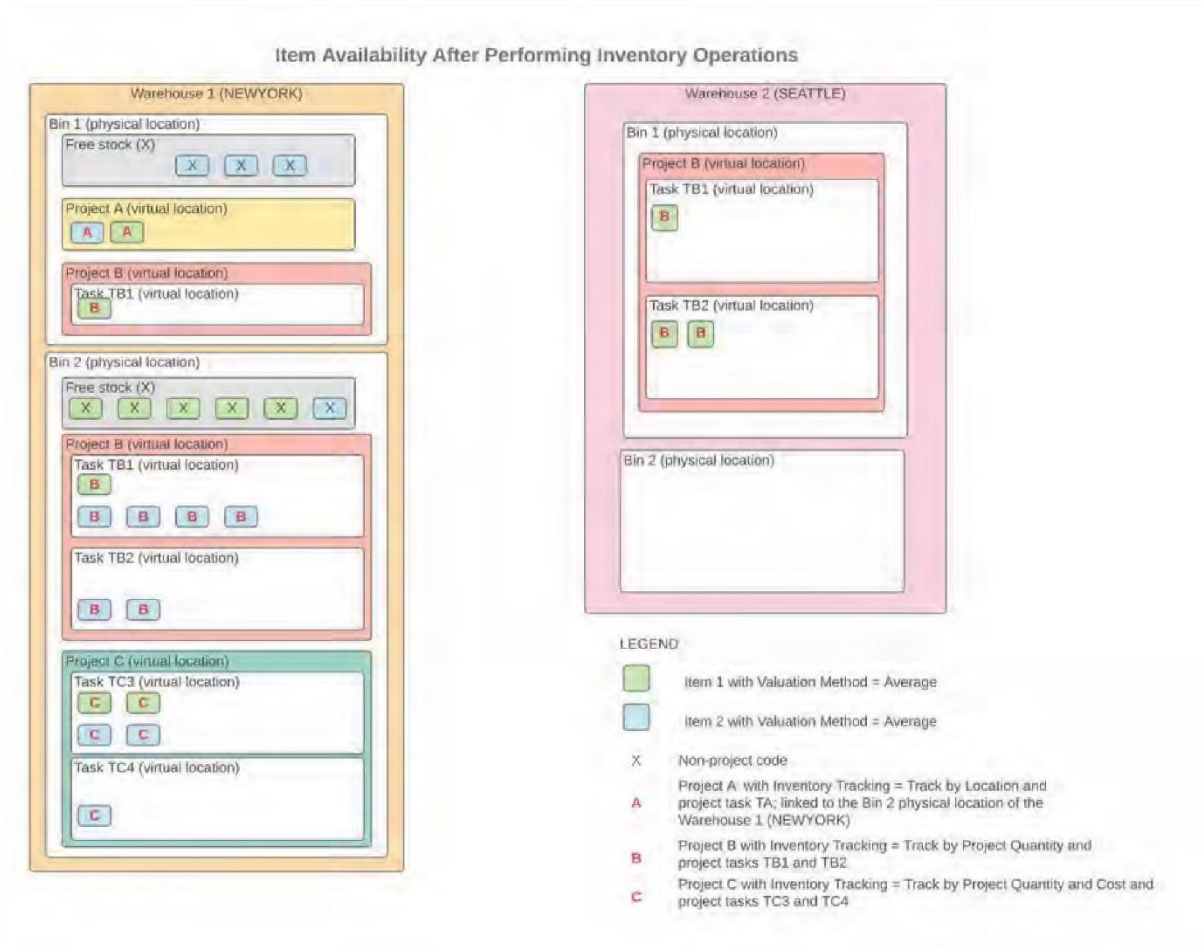 Item Availability After Performing Inventory Operations
Warehouse 1 (NEWYORK)
Bin 1 (physical location)
Free stock (X)
X X X
Project A (virtual location)
A A
Project B (virtual location)
Task TB1 (virtual location)
B
Bin 2 (physical location)
Free stock (X)
X X X X X X
Project B (virtual location)
Task TB1 (virtual location)
B
B B B B
Task TB2 (virtual location)
B B
Project C (virtual location)
Task TC3 (virtual location)
C C
C C
Task TC4 (virtual location)
C
Warehouse 2 (SEATTLE)
Bin 1 (physical location)
Project B (virtual location)
Task TB1 (virtual location)
B
Task TB2 (virtual location)
B B
Bin 2 (physical location)
LEGEND
Item 1 with Valuation Method = Average
Item 2 with Valuation Method = Average
X Non-project code
Project A with Inventory Tracking = Track by Location and
A project task TA; linked to the Bin 2 physical location of the
Warehouse 1 (NEWYORK)
Project B with Inventory Tracking = Track by Project Quantity and
B project tasks TB1 and TB2
Project C with Inventory Tracking = Track by Project Quantity and Cost and
C project tasks TC3 and TC4